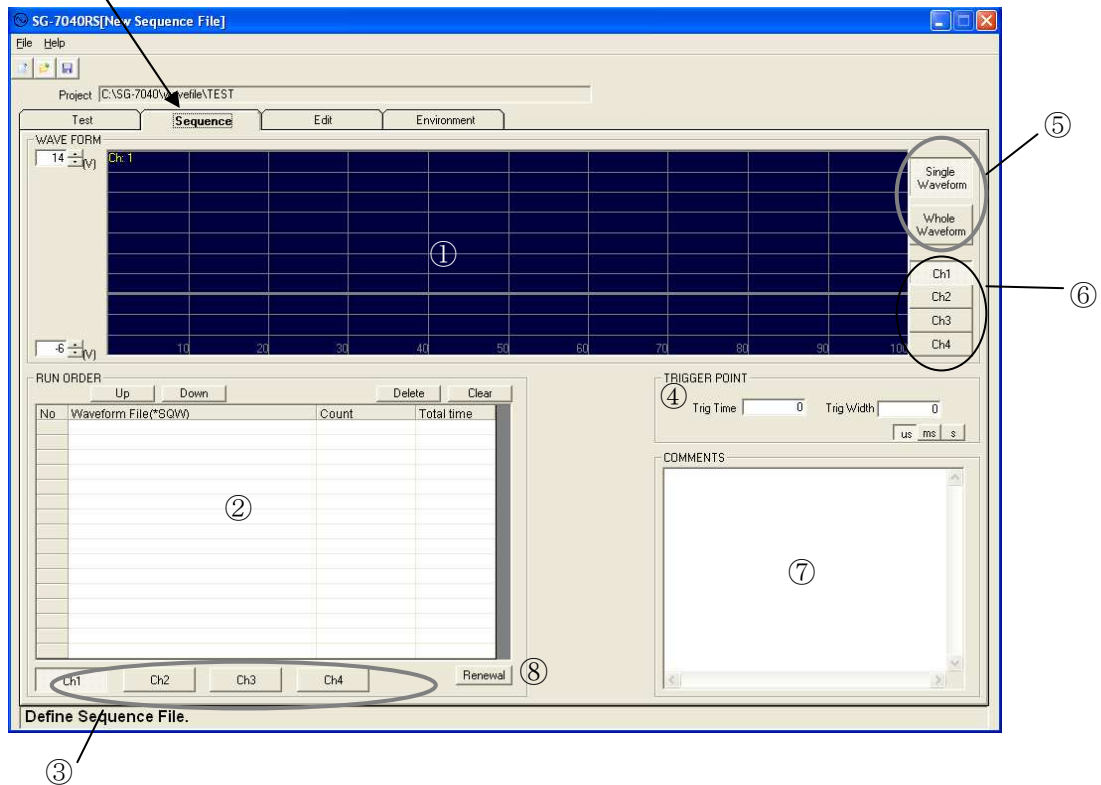 SG-7040RS[New Sequence File]
File Help
Project C:\SG-7040\wavefile\TEST
Test Sequence Edit Environment
WAVE FORM
14 (V)
Ch: 1
①
-6 (V)
10 20 30 40 50 60 70 80 90 100
Single
Waveform
Whole
Waveform
⑤
Ch1
Ch2
Ch3
Ch4
⑥
RUN ORDER
Up Down Delete Clear
No Waveform File(*SQW) Count Total time
②
Ch1 Ch2 Ch3 Ch4 Renewal ⑧
TRIGGER POINT
④ Trig Time 0 Trig Width 0
us ms s
COMMENTS
⑦
Define Sequence File.
③